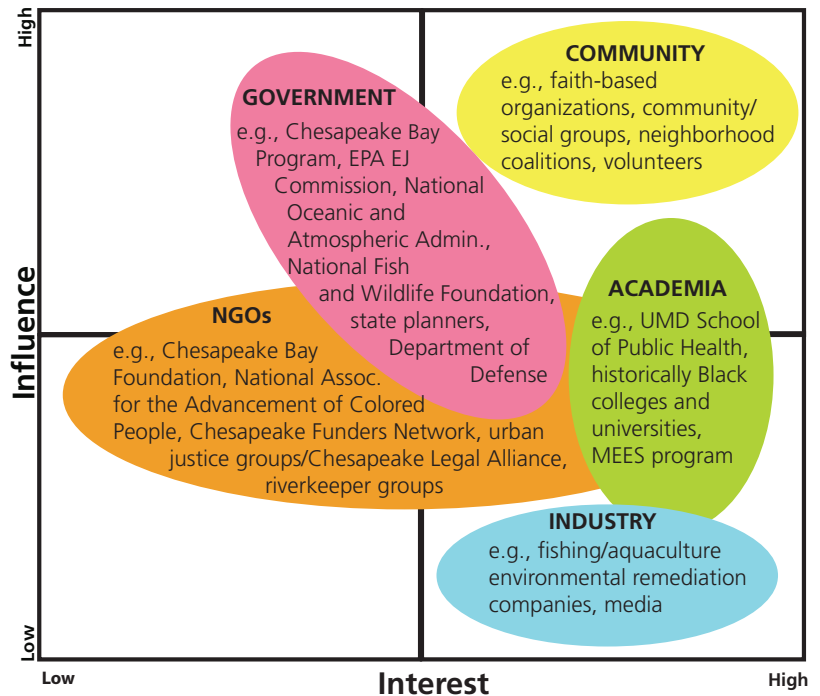 High
COMMUNITY
e.g., faith-based
organizations, community/
social groups, neighborhood
coalitions, volunteers
GOVERNMENT
e.g., Chesapeake Bay
Program, EPA EJ
Commission, National
Oceanic and
Atmospheric Admin.,
National Fish
and Wildlife Foundation,
state planners,
Department of
Defense
ACADEMIA
e.g., UMD School
of Public Health,
historically Black
colleges and
universities,
MEES program
Influence
NGOs
e.g., Chesapeake Bay
Foundation, National Assoc.
for the Advancement of Colored
People, Chesapeake Funders Network, urban
justice groups/Chesapeake Legal Alliance,
riverkeeper groups
INDUSTRY
e.g., fishing/aquaculture
environmental remediation
companies, media
Low
Low
Interest
High